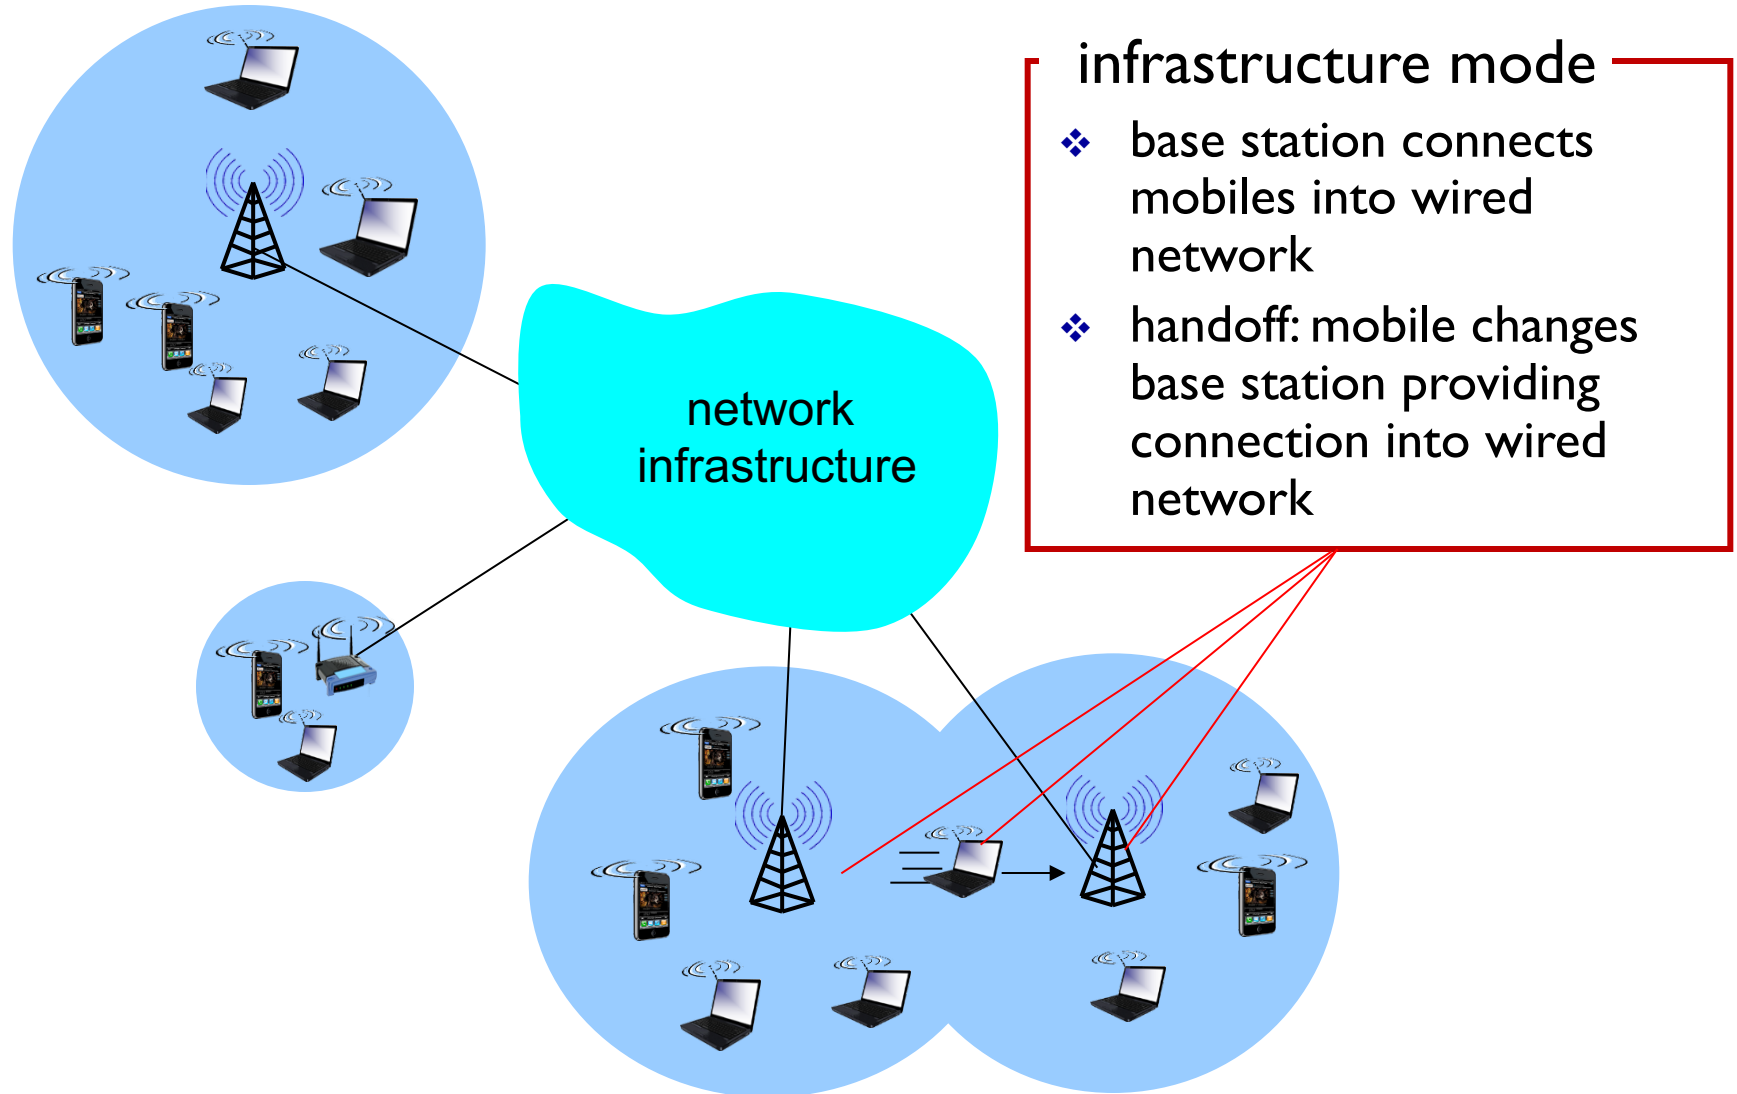 infrastructure mode
❖ base station connects
mobiles into wired
network
❖ handoff: mobile changes
base station providing
connection into wired
network
network
infrastructure